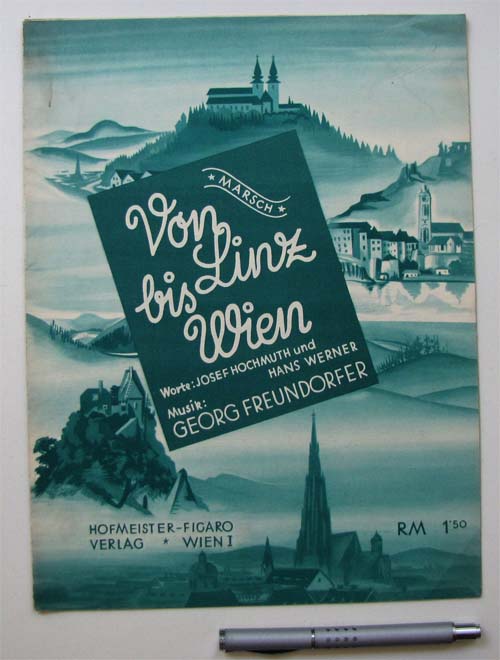 MARSCH
Von
Linz
bis
Wien
Worte: JOSEF HOCHMUTH und
HANS WERNER
Musik:
GEORG FREUNDORFER
HOFMEISTER-FIGARO
VERLAG * WIEN I
RM 1'50